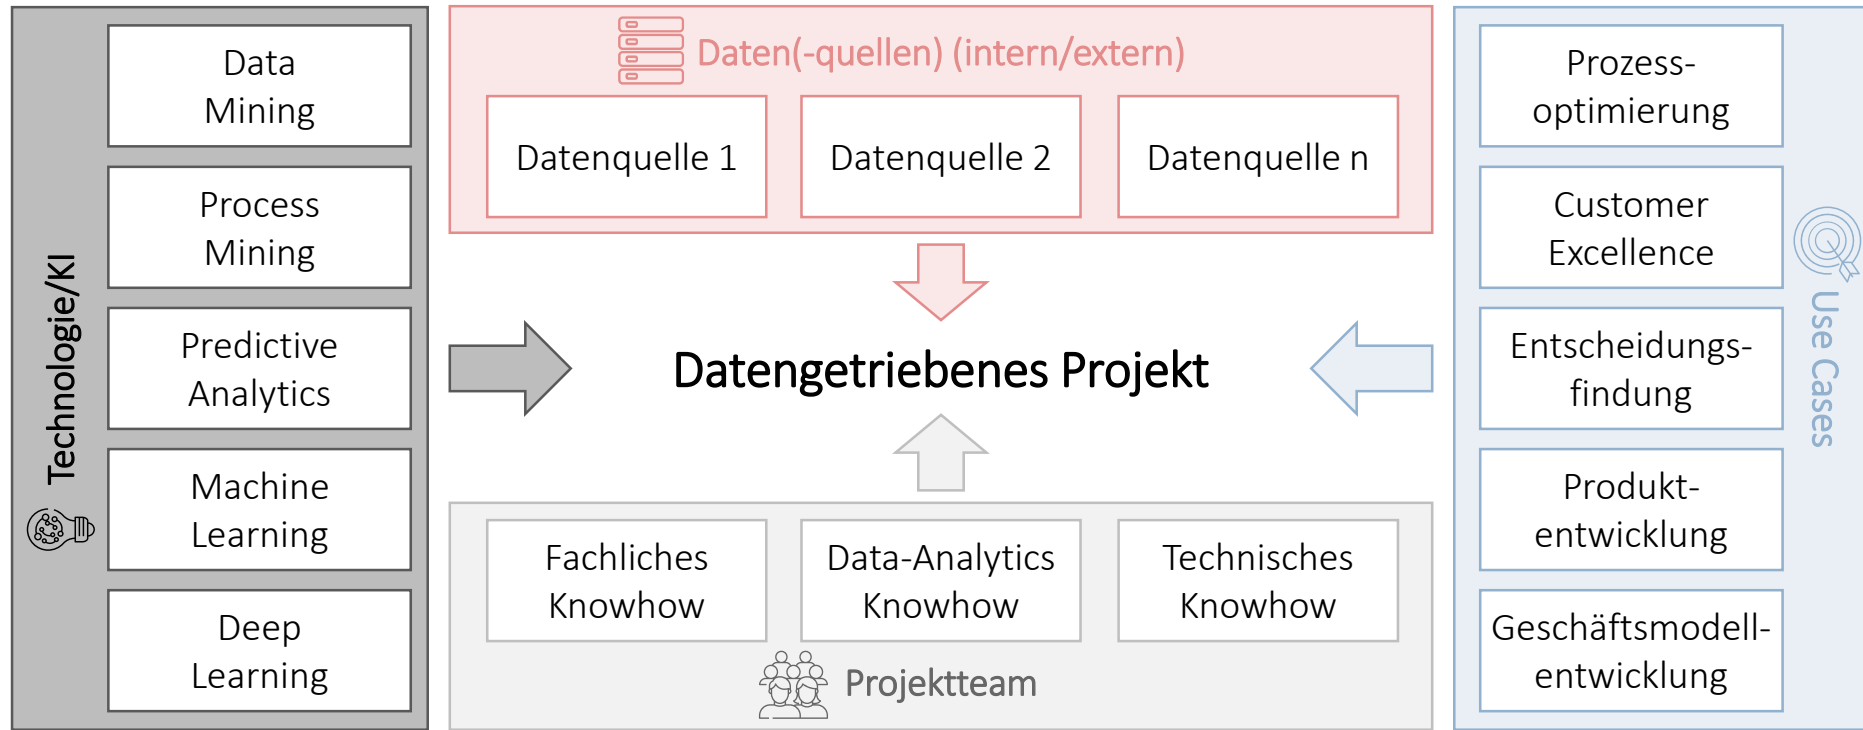 Technologie/KI
Data
Mining
Process
Mining
Predictive
Analytics
Machine
Learning
Deep
Learning
Daten(-quellen) (intern/extern)
Datenquelle 1
Datenquelle 2
Datenquelle n
Datengetriebenes Projekt
Fachliches
Knowhow
Data-Analytics
Knowhow
Technisches
Knowhow
Projektteam
Prozess-
optimierung
Customer
Excellence
Entscheidungs-
findung
Produkt-
entwicklung
Geschäftsmodell-
entwicklung
Use Cases